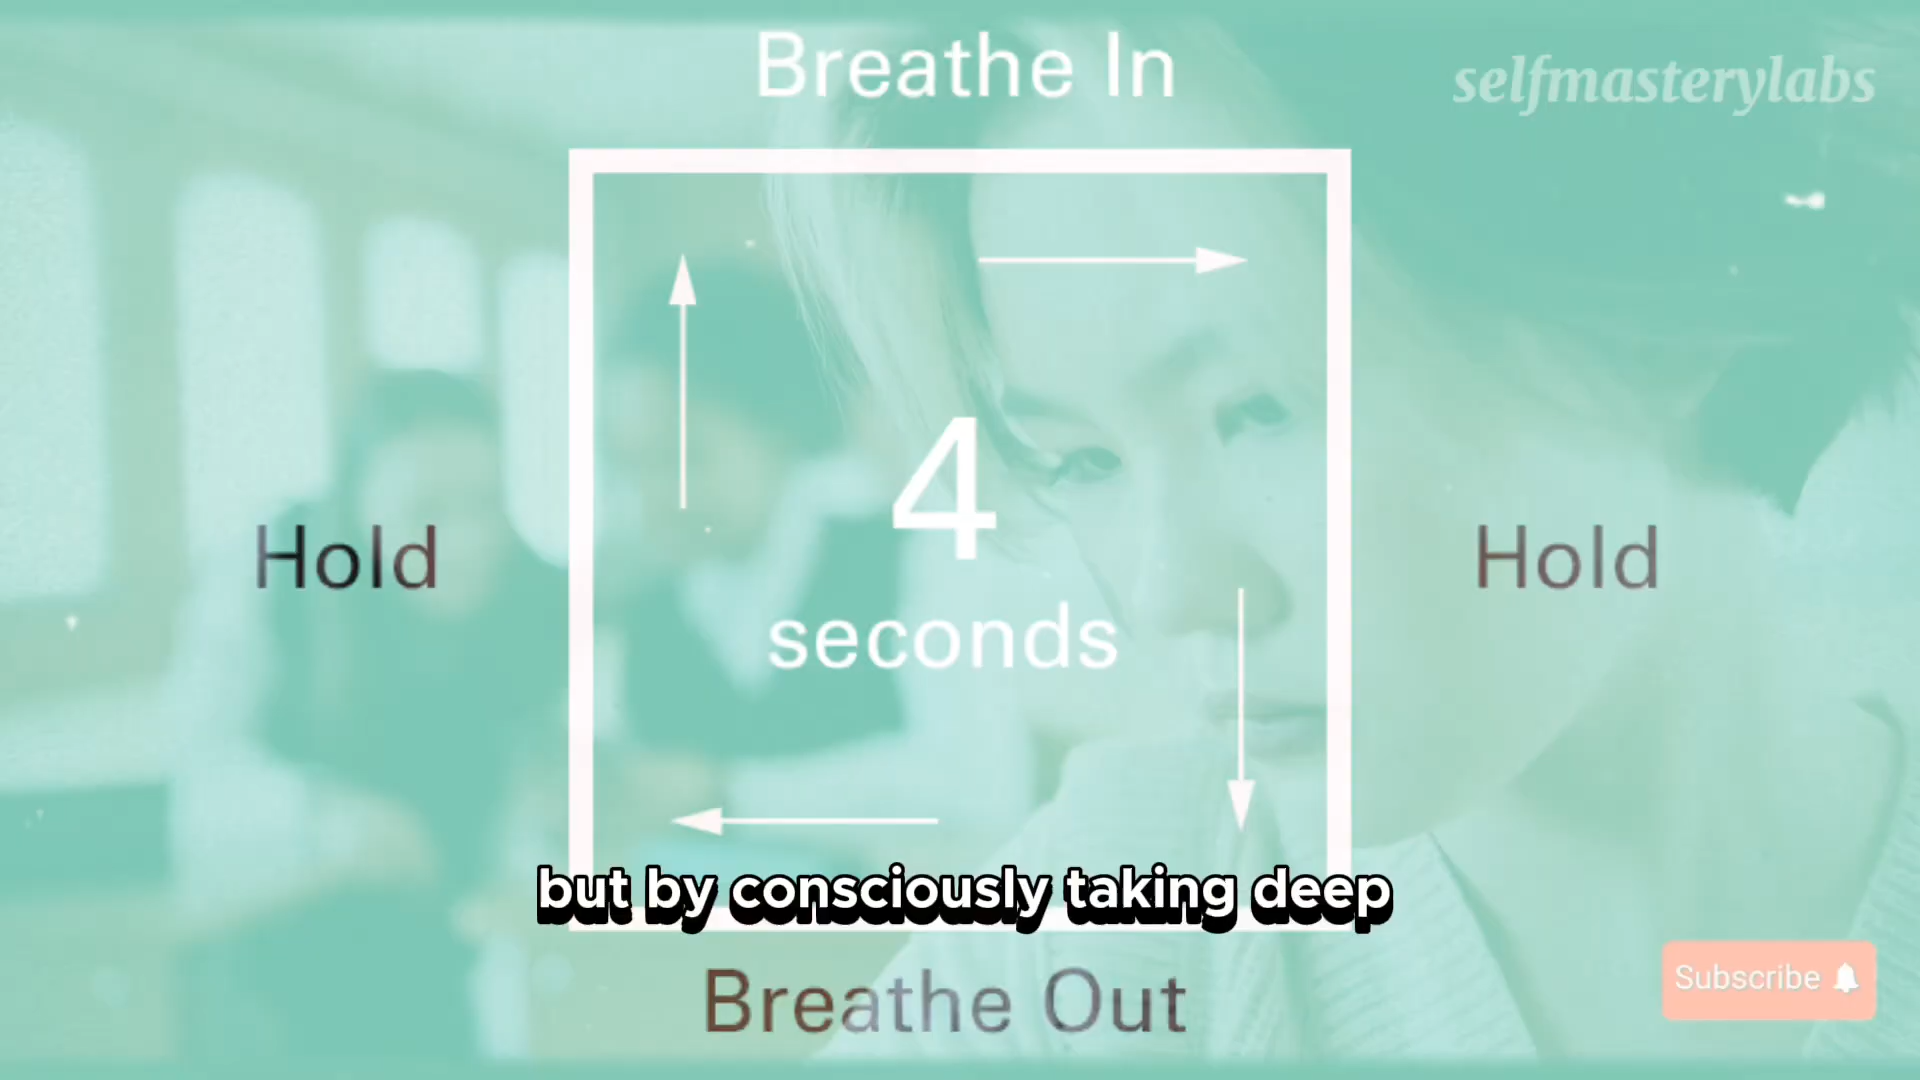 Breathe In
selfmasterylabs
Hold
4
seconds
Hold
but by consciously taking deep
Breathe Out
Subscribe